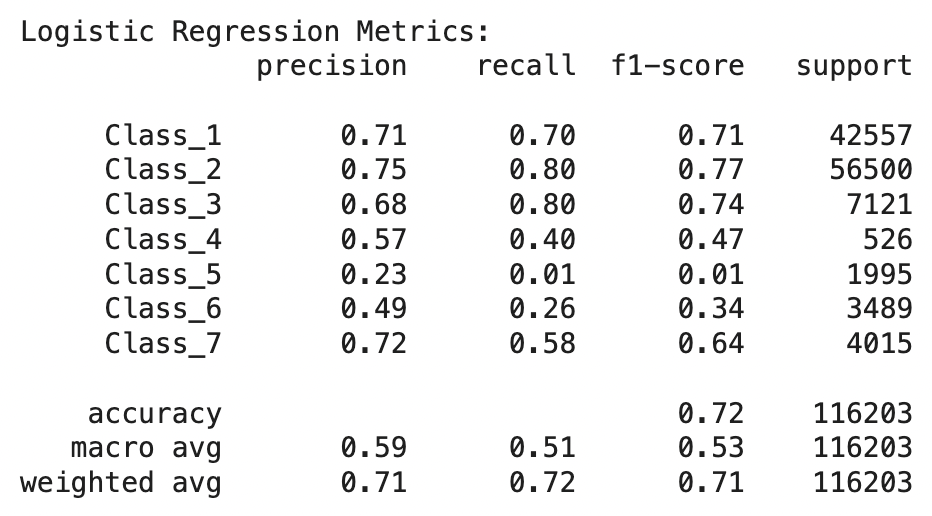 Logistic Regression Metrics:
precision recall f1-score support
Class_1 0.71 0.70 0.71 42557
Class_2 0.75 0.80 0.77 56500
Class_3 0.68 0.80 0.74 7121
Class_4 0.57 0.40 0.47 526
Class_5 0.23 0.01 0.01 1995
Class_6 0.49 0.26 0.34 3489
Class_7 0.72 0.58 0.64 4015
accuracy 0.72 116203
macro avg 0.59 0.51 0.53 116203
weighted avg 0.71 0.72 0.71 116203